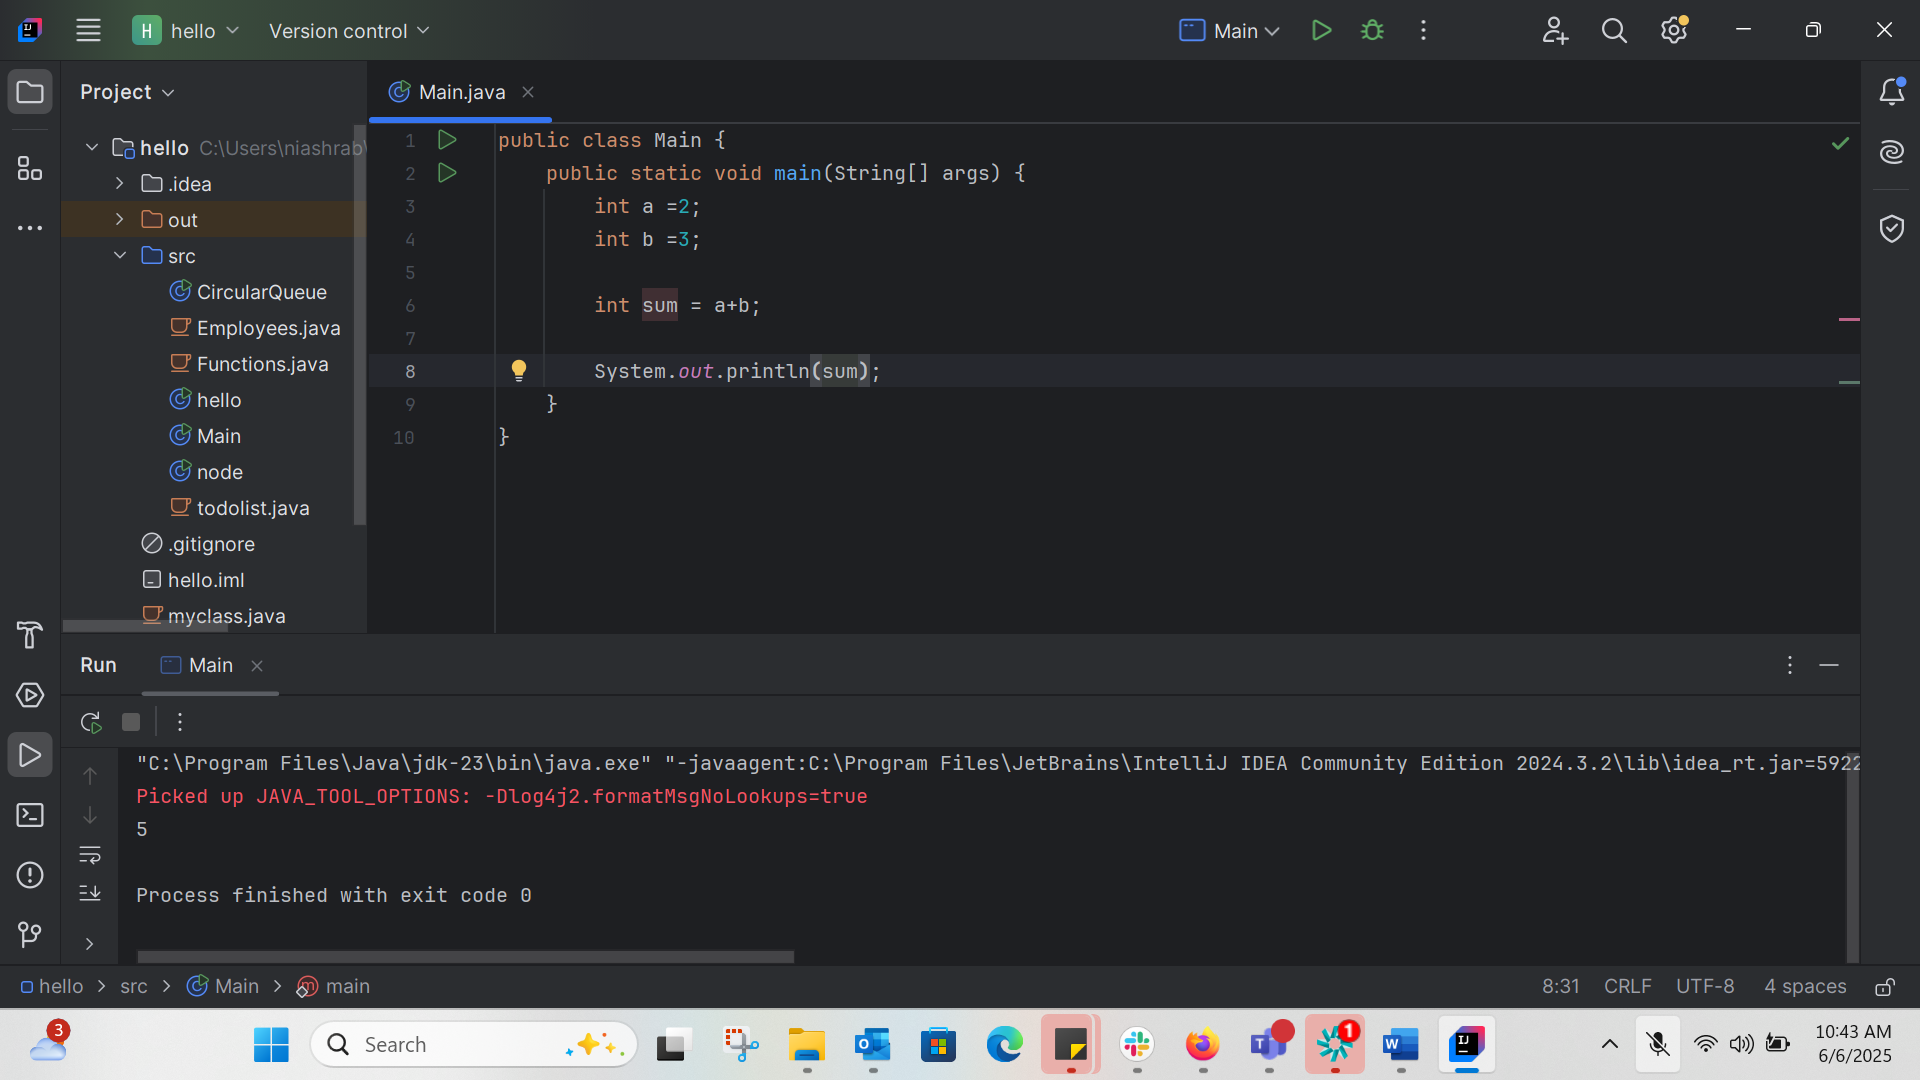 H hello Version control Main
Project
Main.java
hello C:\Users\niashrab\
.idea
out
src
CircularQueue
Employees.java
Functions.java
hello
Main
node
todolist.java
.gitignore
hello.iml
myclass.java
1 public class Main {
2 public static void main(String[] args) {
3 int a =2;
4 int b =3;
5
6 int sum = a+b;
7
8 System.out.println(sum);
9 }
10 }
Run Main
"C:\Program Files\Java\jdk-23\bin\java.exe" "-javaagent:C:\Program Files\JetBrains\IntelliJ IDEA Community Edition 2024.3.2\lib\idea_rt.jar=5922
Picked up JAVA_TOOL_OPTIONS: -Dlog4j2.formatMsgNoLookups=true
5
Process finished with exit code 0
hello > src > Main > main 8:31 CRLF UTF-8 4 spaces
3 Search 1 10:43 AM
6/6/2025